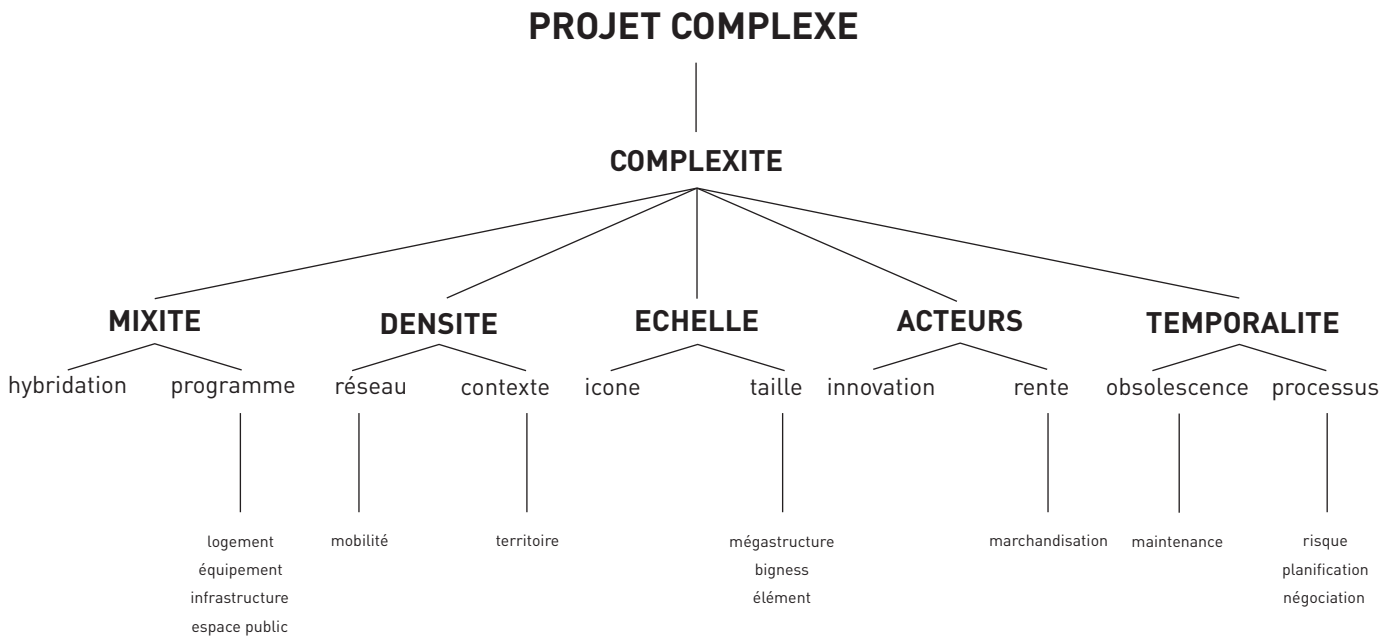 PROJET COMPLEXE
COMPLEXITE
MIXITE DENSITE ECHELLE ACTEURS TEMPORALITE
hybridation programme réseau contexte icone taille innovation rente obsolescence processus
logement mobilité territoire mégastructure marchandisation maintenance risque
équipement bigness planification
infrastructure élément négociation
espace public